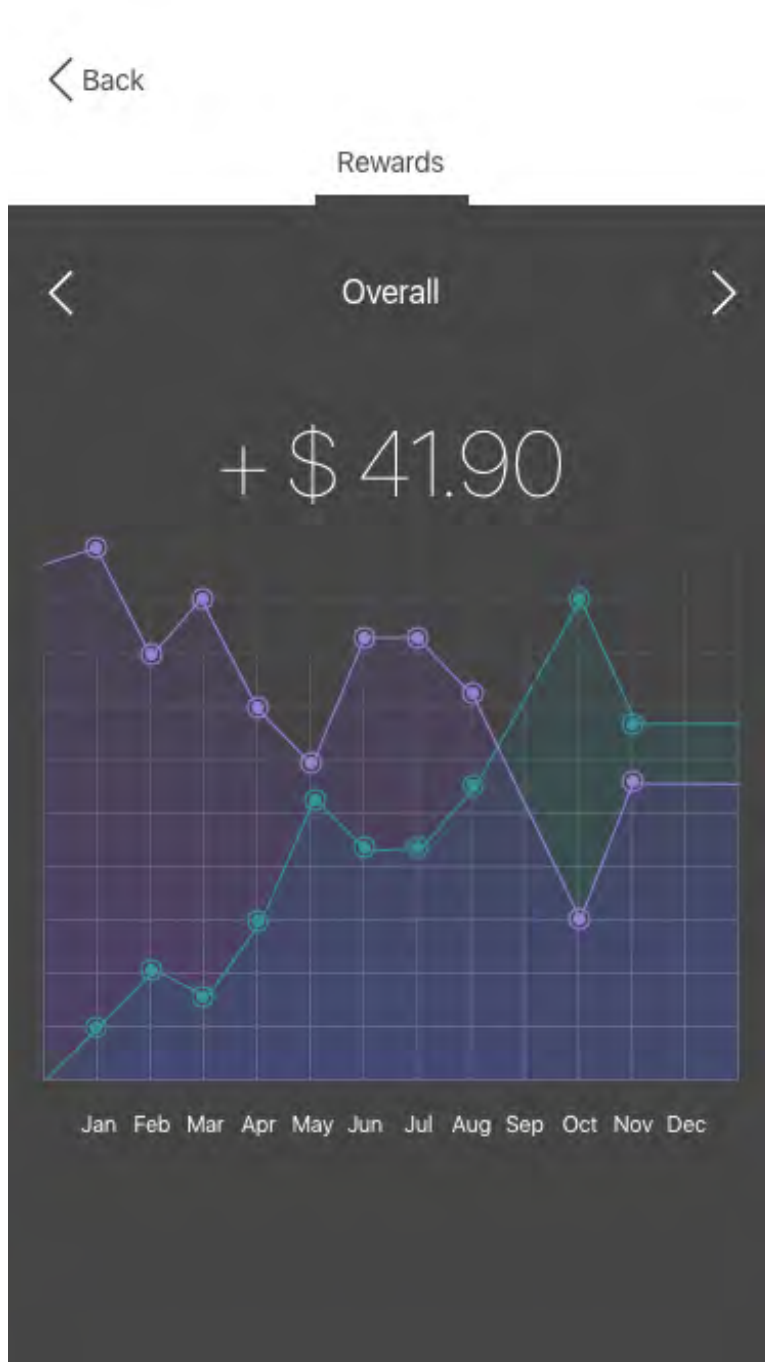 Back
Rewards
Overall
+ $ 41.90
Jan Feb Mar Apr May Jun Jul Aug Sep Oct Nov Dec